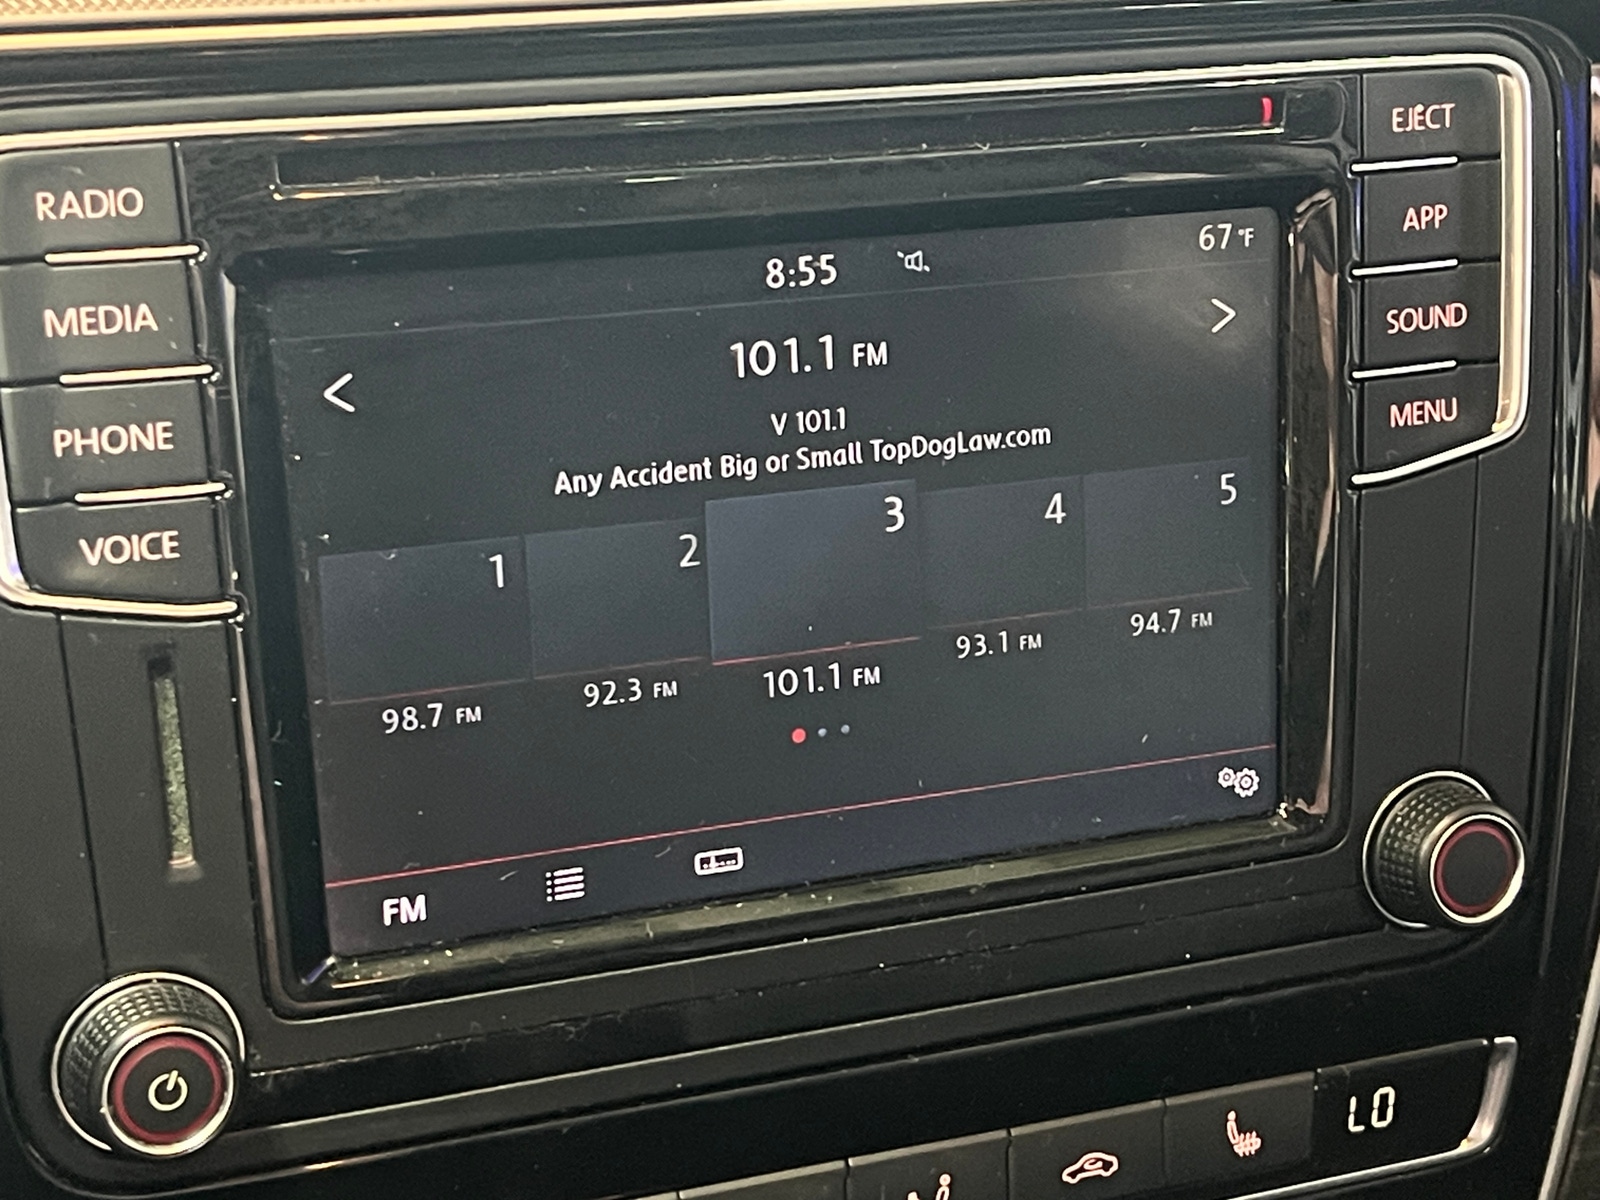 EJECT
RADIO
APP
MEDIA
SOUND
PHONE
MENU
VOICE
8:55
67°F
<
>
101.1 FM
V 101.1
Any Accident Big or Small TopDogLaw.com
1
2
3
4
5
98.7 FM
92.3 FM
101.1 FM
93.1 FM
94.7 FM
FM
LO